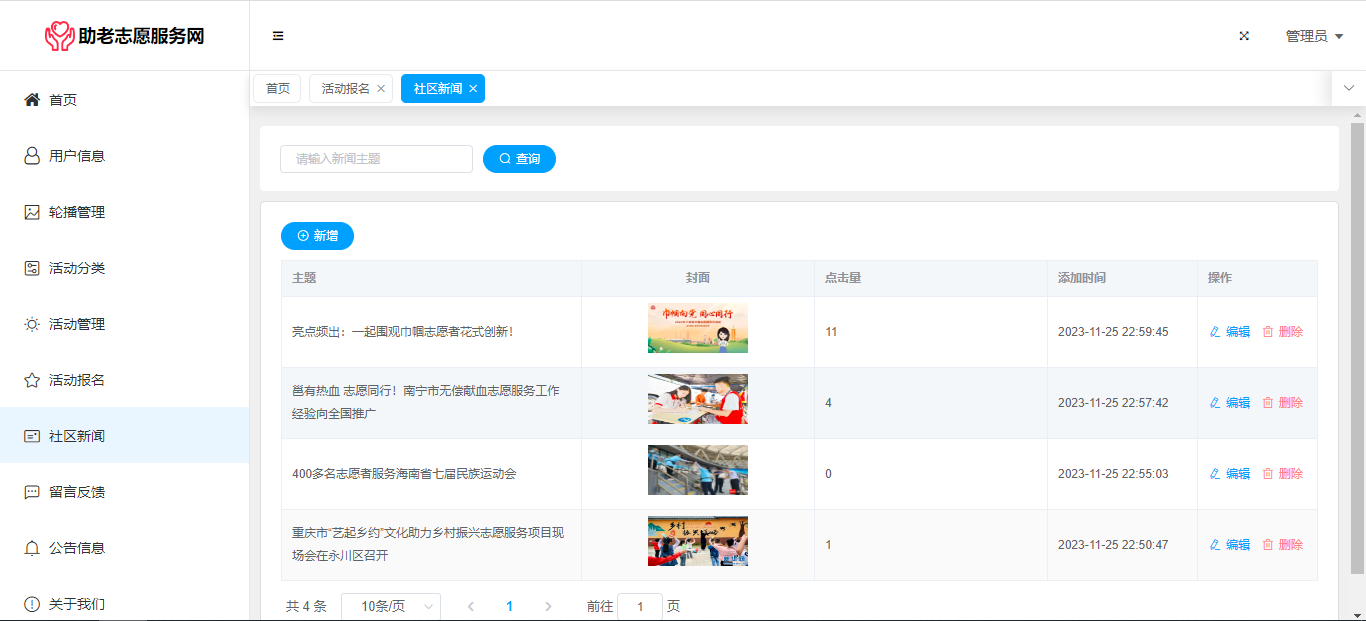 助老志愿服务网
管理员
首页
活动报名
社区新闻
首页
用户信息
轮播管理
活动分类
活动管理
活动报名
社区新闻
留言反馈
公告信息
关于我们
请输入新闻主题
查询
新增
主题 封面 点击量 添加时间 操作
亮点频出：一起围观巾帼志愿者花式创新！ 11 2023-11-25 22:59:45 编辑 删除
巾帼向党 同心同行
邕有热血 志愿同行！南宁市无偿献血志愿服务工作
经验向全国推广
4 2023-11-25 22:57:42 编辑 删除
400多名志愿者服务海南省七届民族运动会 0 2023-11-25 22:55:03 编辑 删除
重庆市“艺起乡约”文化助力乡村振兴志愿服务项目现
场会在永川区召开
乡村
1 2023-11-25 22:50:47 编辑 删除
共 4 条 10条/页 1 前往 1 页